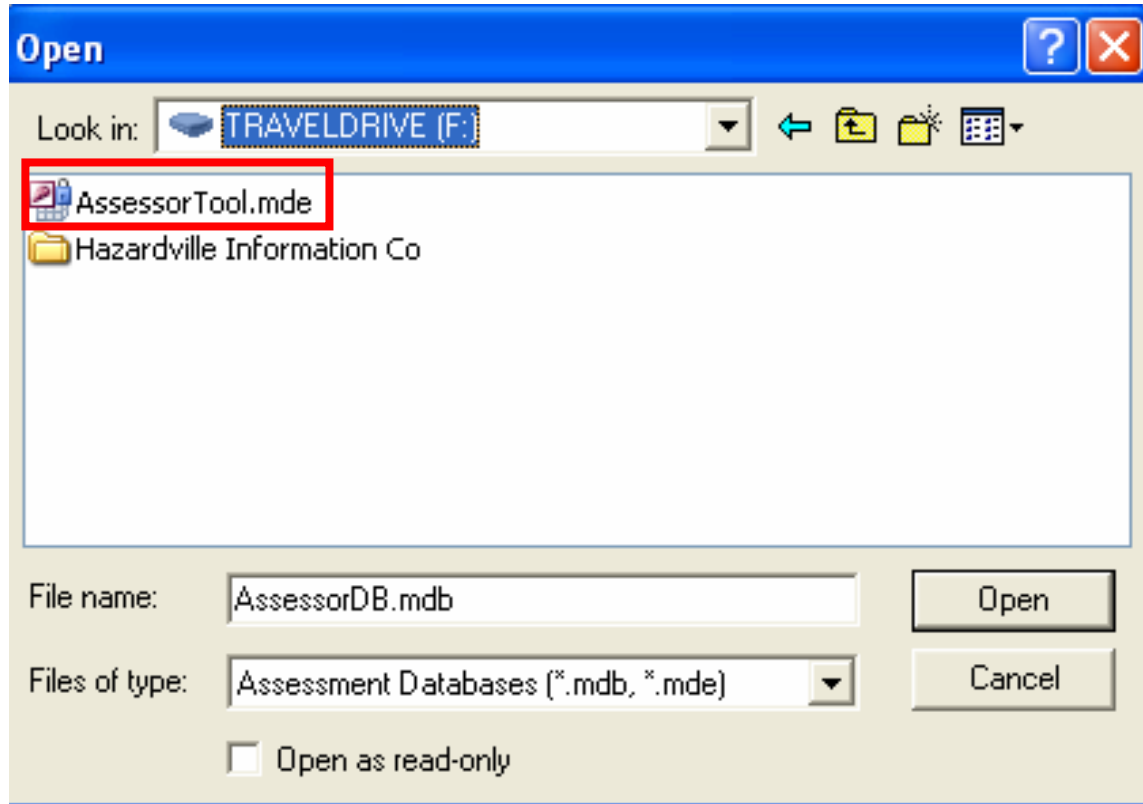 Open
Look in: TRAVELDRIVE (F:)
AssessorTool.mde
Hazardville Information Co
File name: AssessorDB.mdb
Open
Files of type: Assessment Databases (*.mdb, *.mde)
Cancel
Open as read-only